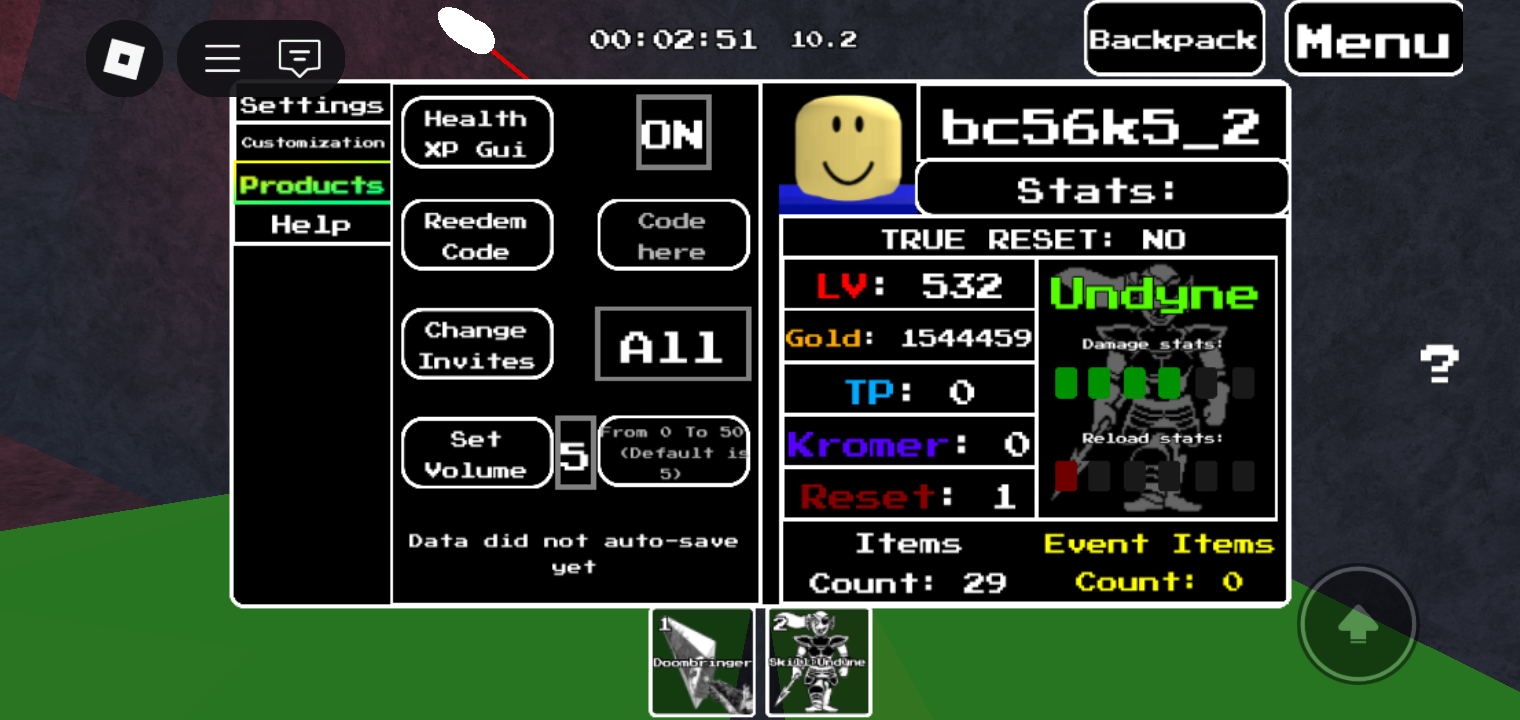 00:02:51 10.2
Backpack
Menu
Settings
Customization
Products
Help
Health
XP Gui
ON
Reedem
Code
Code
here
Change
Invites
All
Set
Volume
5
From 0 To 50
(Default is
5)
Data did not auto-save
yet
bc56k5_2
Stats:
TRUE RESET: NO
LV: 532
Gold: 1544459
TP: 0
Kromer: 0
Reset: 1
Undyne
Damage stats:
Reload stats:
Items
Count: 29
Event Items
Count: 0
?
1
Doombringer
2
Skill:Undyne